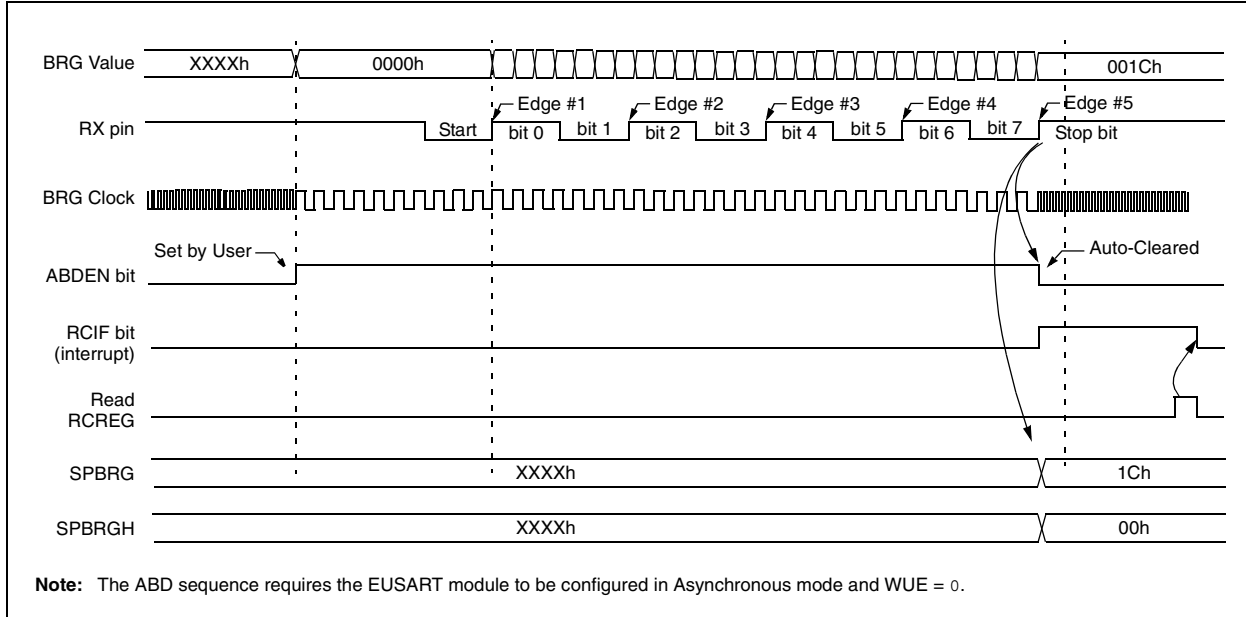 BRG Value XXXXh 0000h 001Ch
Edge #1 Edge #2 Edge #3 Edge #4 Edge #5
RX pin Start bit 0 bit 1 bit 2 bit 3 bit 4 bit 5 bit 6 bit 7 Stop bit
BRG Clock
Set by User Auto-Cleared
ABDEN bit
RCIF bit
(interrupt)
Read
RCREG
SPBRG XXXXh 1Ch
SPBRGH XXXXh 00h
Note: The ABD sequence requires the EUSART module to be configured in Asynchronous mode and WUE = 0.